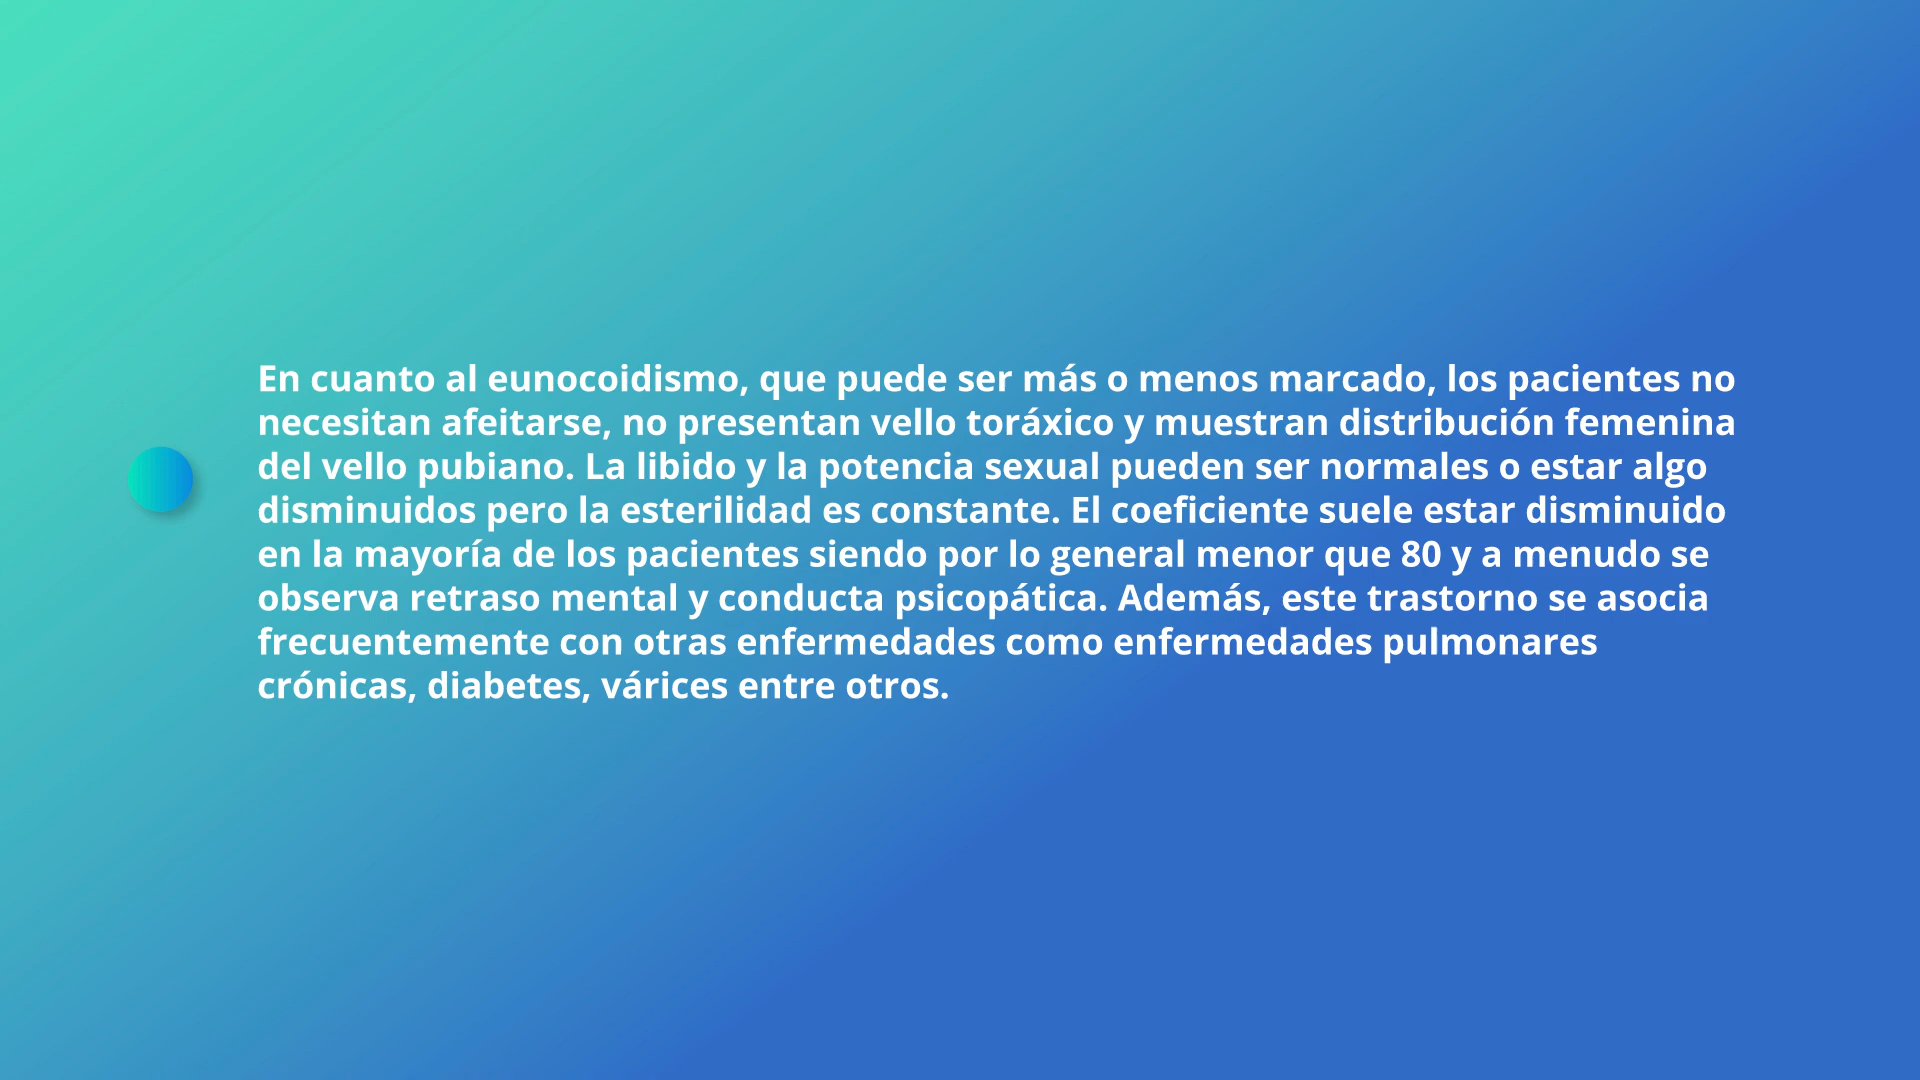 En cuanto al eunocoidismo, que puede ser más o menos marcado, los pacientes no
necesitan afeitarse, no presentan vello toráxico y muestran distribución femenina
del vello pubiano. La libido y la potencia sexual pueden ser normales o estar algo
disminuidos pero la esterilidad es constante. El coeficiente suele estar disminuido
en la mayoría de los pacientes siendo por lo general menor que 80 y a menudo se
observa retraso mental y conducta psicopática. Además, este trastorno se asocia
frecuentemente con otras enfermedades como enfermedades pulmonares
crónicas, diabetes, várices entre otros.